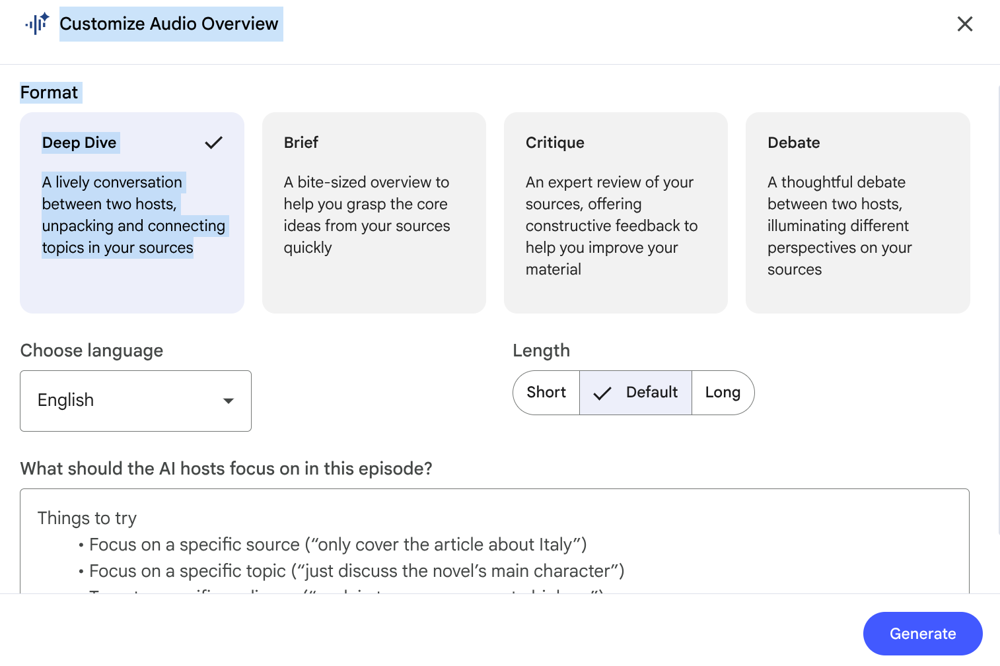 Customize Audio Overview
Format
Deep Dive
A lively conversation
between two hosts,
unpacking and connecting
topics in your sources
Brief
A bite-sized overview to
help you grasp the core
ideas from your sources
quickly
Critique
An expert review of your
sources, offering
constructive feedback to
help you improve your
material
Debate
A thoughtful debate
between two hosts,
illuminating different
perspectives on your
sources
Choose language
English
Length
Short
Default
Long
What should the AI hosts focus on in this episode?
Things to try
• Focus on a specific source (“only cover the article about Italy”)
• Focus on a specific topic (“just discuss the novel’s main character”)
Generate